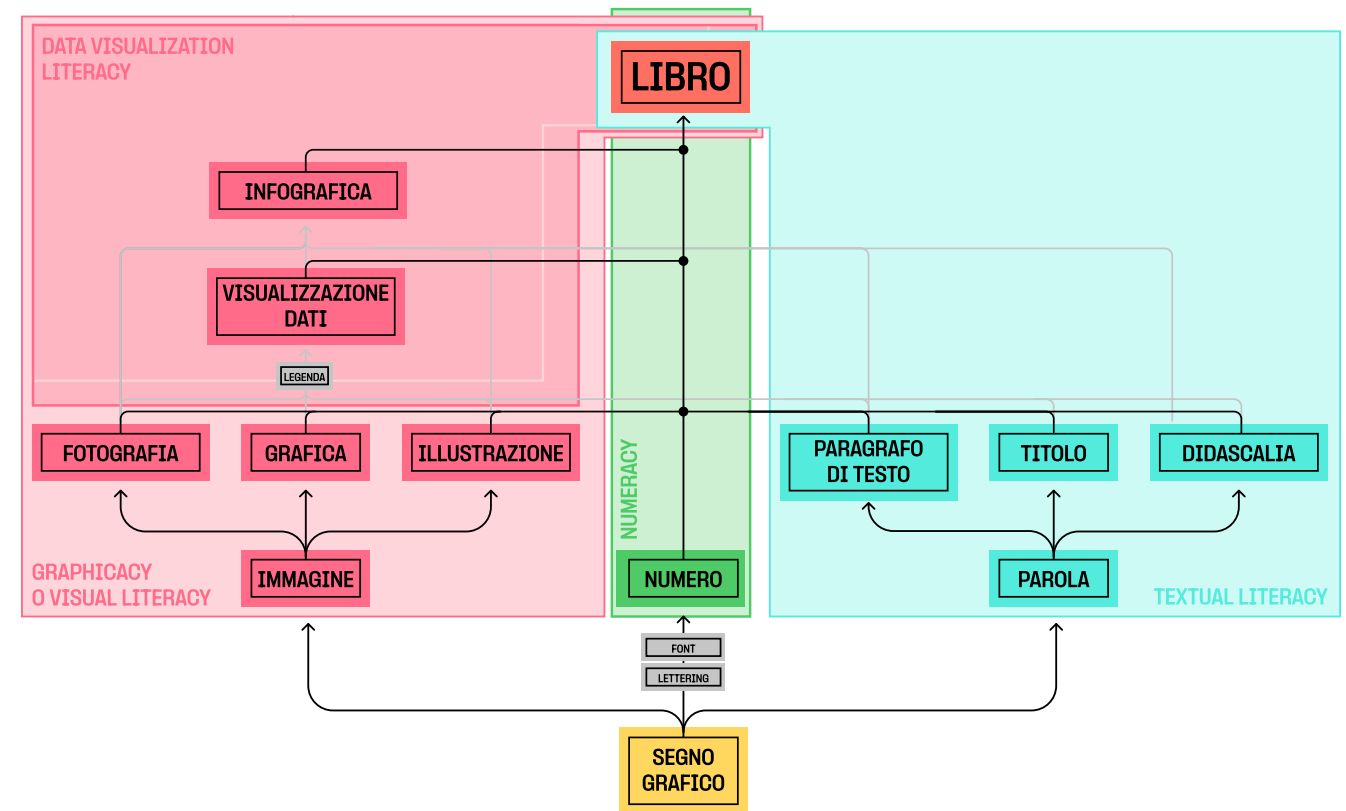 DATA VISUALIZATION
LITERACY
LIBRO
INFOGRAFICA
VISUALIZZAZIONE
DATI
LEGENDA
FOTOGRAFIA
GRAFICA
ILLUSTRAZIONE
NUMERACY
PARAGRAFO
DI TESTO
TITOLO
DIDASCALIA
GRAPHICACY
O VISUAL LITERACY
IMMAGINE
NUMERO
PAROLA
TEXTUAL LITERACY
FONT
LETTERING
SEGNO
GRAFICO